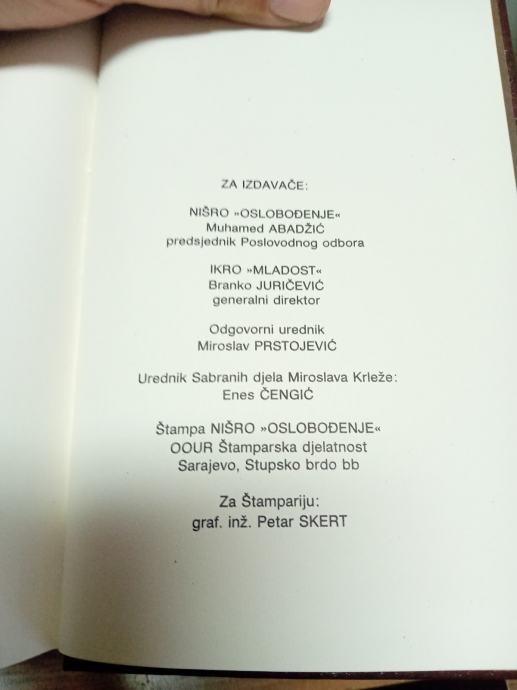 ZA IZDAVAČE:
NIŠRO »OSLOBOĐENJE«
Muhamed ABADŽIĆ
predsjednik Poslovodnog odbora
IKRO »MLADOST«
Branko JURIČEVIĆ
generalni direktor
Odgovorni urednik
Miroslav PRSTOJEVIĆ
Urednik Sabranih djela Miroslava Krleže:
Enes ČENGIĆ
Štampa NIŠRO »OSLOBOĐENJE«
OOUR Štamparska djelatnost
Sarajevo, Stupsko brdo bb
Za Štampariju:
graf. inž. Petar SKERT